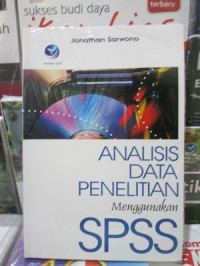 sukses budi daya
terbaru
Jonathan Sarwono
ANALISIS
DATA
PENELITIAN
Menggunakan
SPSS